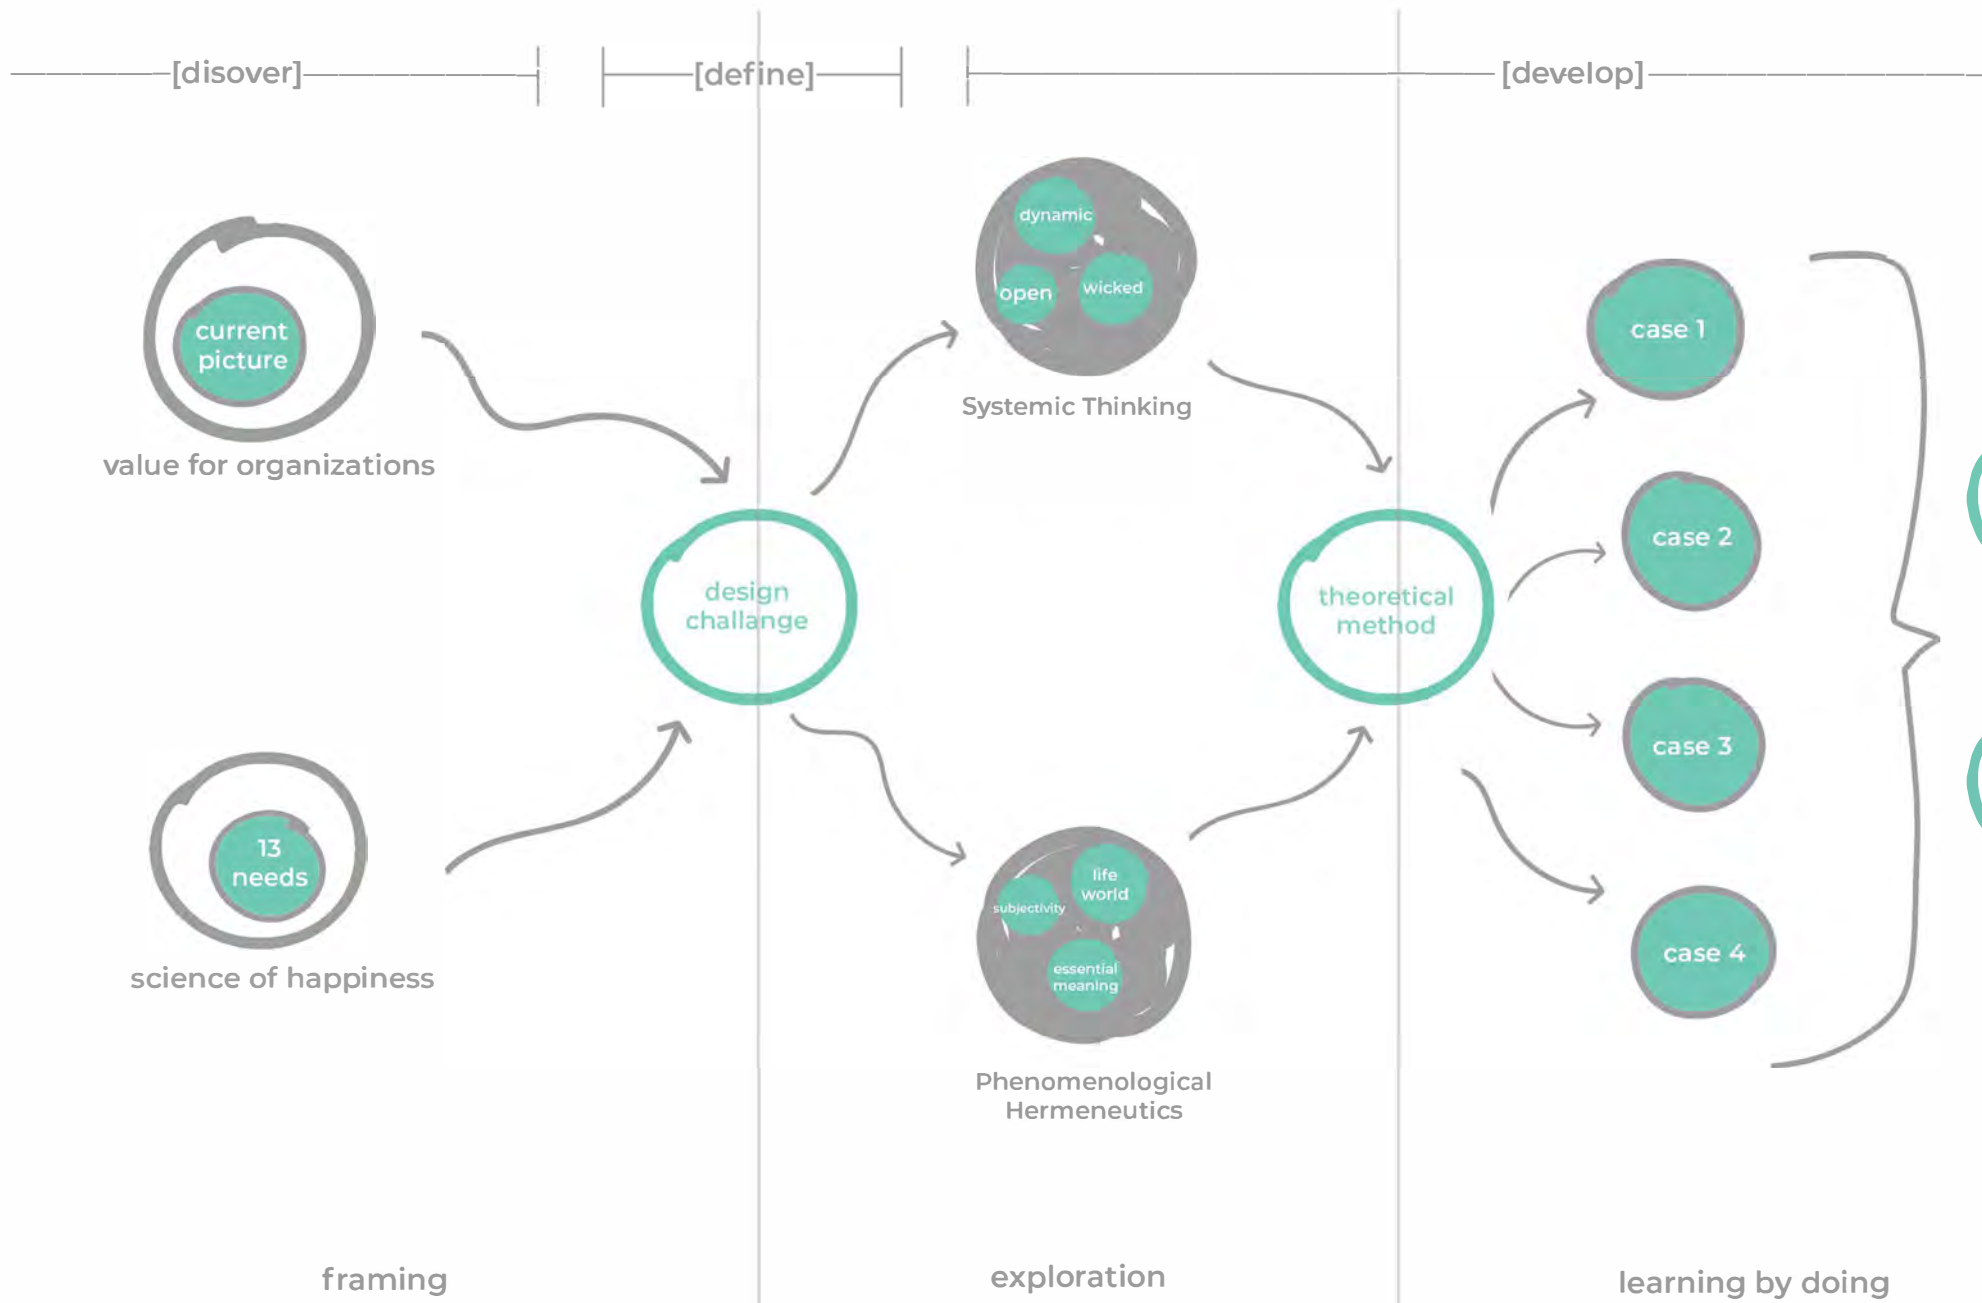 [disover]
[define]
[develop]
current
picture
value for organizations
13
needs
science of happiness
design
challange
dynamic
open
wicked
Systemic Thinking
subjectivity
life
world
essential
meaning
Phenomenological
Hermeneutics
theoretical
method
case 1
case 2
case 3
case 4
framing
exploration
learning by doing